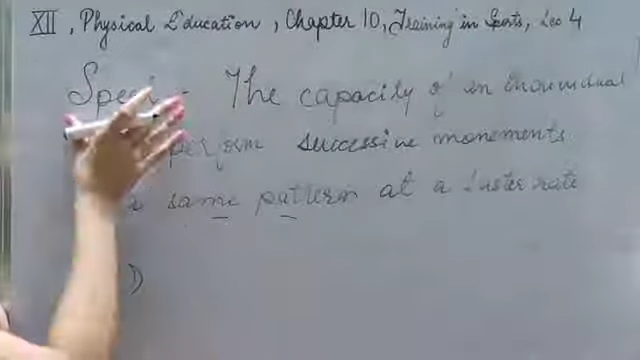 XII, Physical Education, Chapter 10, Training in Sports, Lec 4
Speed - The capacity of an individual
perform successive movements
same pattern at a faster rate
1)